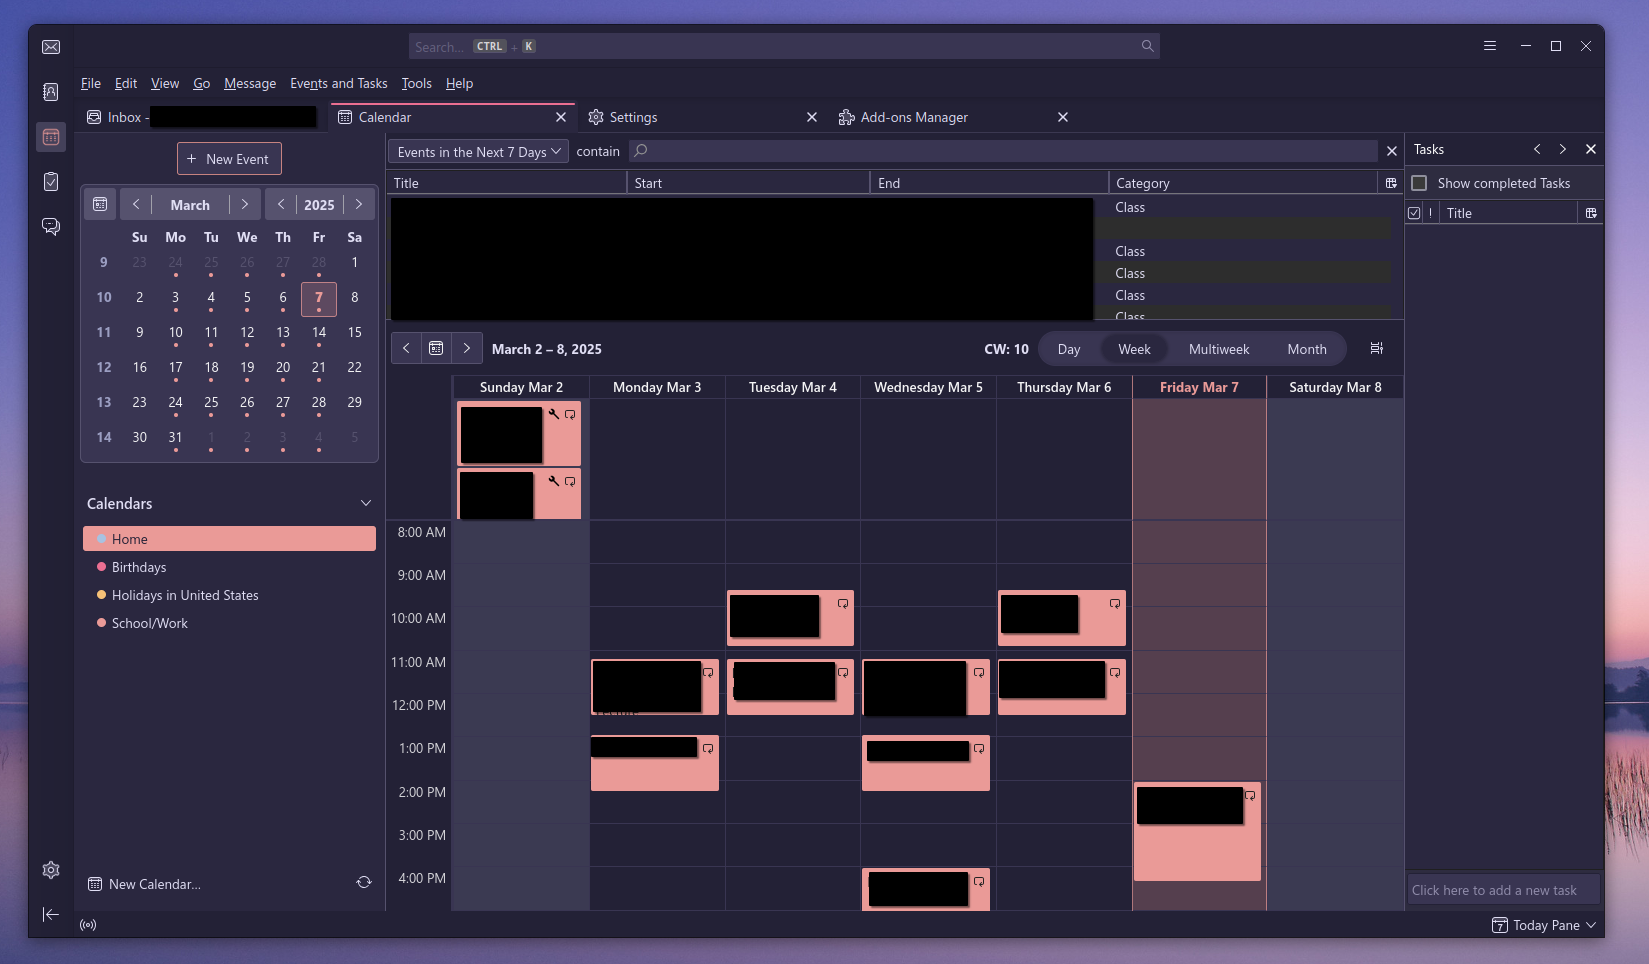 Search... CTRL + K
File Edit View Go Message Events and Tasks Tools Help
Inbox -
Calendar
Settings
Add-ons Manager
+ New Event
March 2025
Su Mo Tu We Th Fr Sa
9 23 24 25 26 27 28 1
10 2 3 4 5 6 7 8
11 9 10 11 12 13 14 15
12 16 17 18 19 20 21 22
13 23 24 25 26 27 28 29
14 30 31 1 2 3 4 5
Calendars
Home
Birthdays
Holidays in United States
School/Work
New Calendar...
Events in the Next 7 Days contain
Title Start End Category
Class
Class
Class
Class
Class
March 2 – 8, 2025
CW: 10 Day Week Multiweek Month
Sunday Mar 2 Monday Mar 3 Tuesday Mar 4 Wednesday Mar 5 Thursday Mar 6 Friday Mar 7 Saturday Mar 8
8:00 AM
9:00 AM
10:00 AM
11:00 AM
12:00 PM
1:00 PM
2:00 PM
3:00 PM
4:00 PM
Tasks
Show completed Tasks
! Title
Click here to add a new task
7 Today Pane